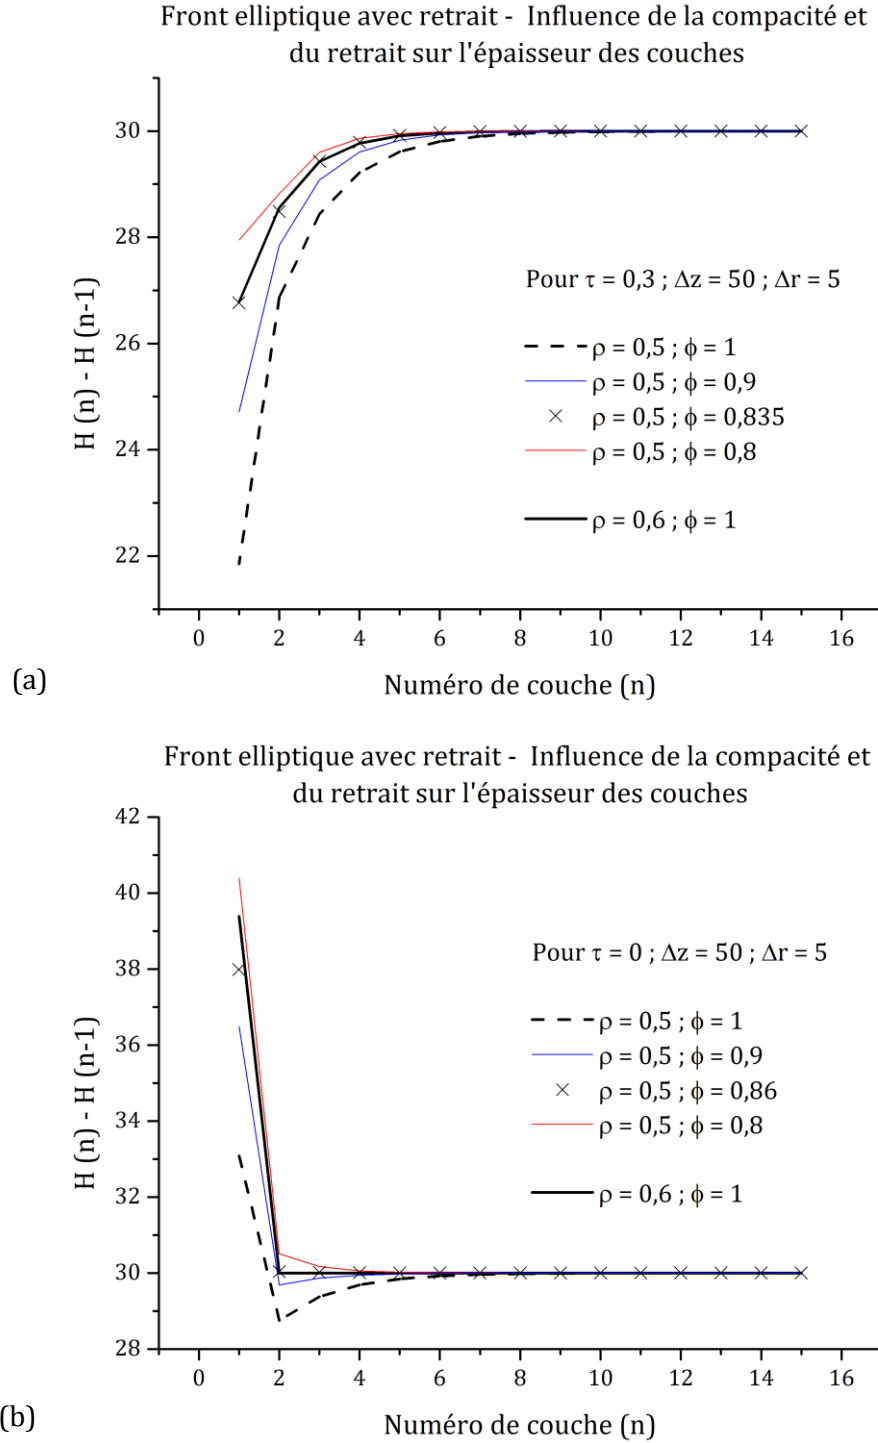 Front elliptique avec retrait - Influence de la compacité et
du retrait sur l'épaisseur des couches
30
28
26
24
22
H (n) - H (n-1)
Pour τ = 0,3 ; Δz = 50 ; Δr = 5
ρ = 0,5 ; ϕ = 1
ρ = 0,5 ; ϕ = 0,9
ρ = 0,5 ; ϕ = 0,835
ρ = 0,5 ; ϕ = 0,8
ρ = 0,6 ; ϕ = 1
0 2 4 6 8 10 12 14 16
Numéro de couche (n)
(a)
Front elliptique avec retrait - Influence de la compacité et
du retrait sur l'épaisseur des couches
42
40
38
36
34
32
30
28
H (n) - H (n-1)
Pour τ = 0 ; Δz = 50 ; Δr = 5
ρ = 0,5 ; ϕ = 1
ρ = 0,5 ; ϕ = 0,9
ρ = 0,5 ; ϕ = 0,86
ρ = 0,5 ; ϕ = 0,8
ρ = 0,6 ; ϕ = 1
0 2 4 6 8 10 12 14 16
Numéro de couche (n)
(b)